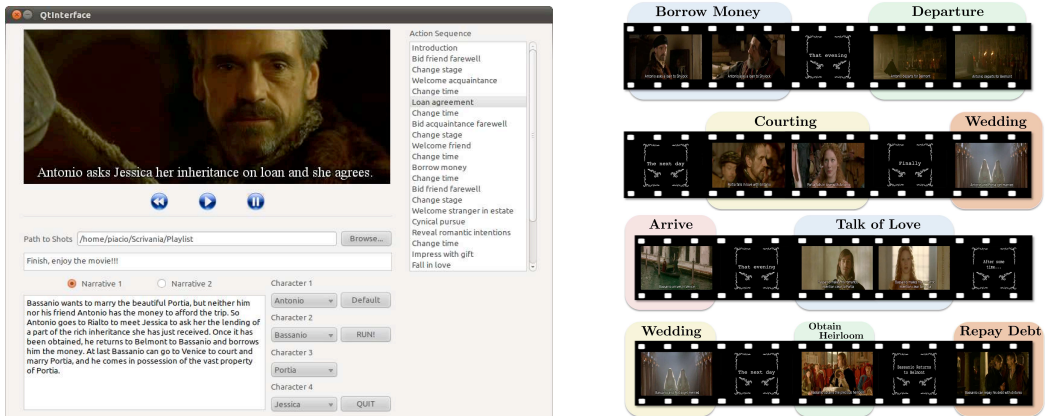 QtInterface
Antonio asks Jessica her inheritance on loan and she agrees.
Path to Shots /home/piacio/Scrivania/Playlist Browse...
Finish, enjoy the movie!!!
Narrative 1 Narrative 2
Bassanio wants to marry the beautiful Portia, but neither him
nor his friend Antonio has the money to afford the trip. So
Antonio goes to Rialto to meet Jessica to ask her the lending of
a part of the rich inheritance she has just received. Once it has
been obtained, he returns to Belmont to Bassanio and borrows
him the money. At last Bassanio can go to Venice to court and
marry Portia, and he comes in possession of the vast property
of Portia.
Character 1
Antonio Default
Character 2
Bassanio RUN!
Character 3
Portia
Character 4
Jessica QUIT
Action Sequence
Introduction
Bid friend farewell
Change stage
Welcome acquaintance
Change time
Loan agreement
Change time
Bid acquaintance farewell
Change stage
Welcome friend
Change time
Borrow money
Change time
Bid friend farewell
Change stage
Welcome stranger in estate
Cynical pursue
Reveal romantic intentions
Change time
Impress with gift
Fall in love
Borrow Money Departure
That evening
Courting Wedding
The next day
Finally
Arrive Talk of Love
That evening
After some
time...
Wedding Obtain
Heirloom Repay Debt
The next day
Bassanio Returns
to Belmont